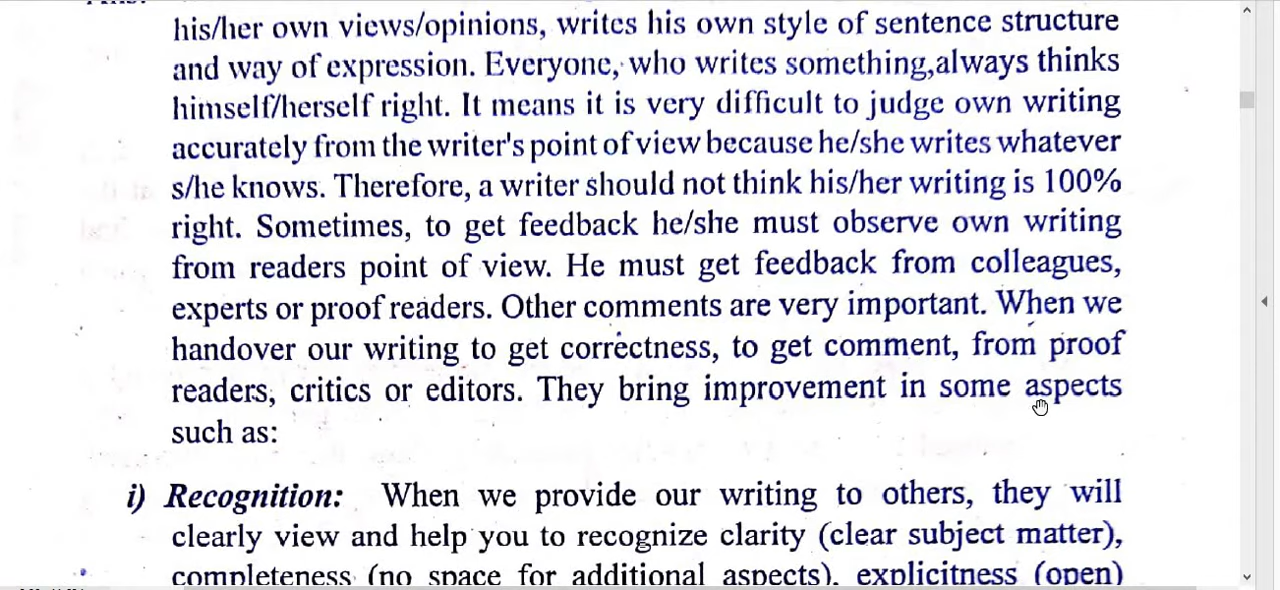 his/her own views/opinions, writes his own style of sentence structure
and way of expression. Everyone, who writes something,always thinks
himself/herself right. It means it is very difficult to judge own writing
accurately from the writer's point of view because he/she writes whatever
s/he knows. Therefore, a writer should not think his/her writing is 100%
right. Sometimes, to get feedback he/she must observe own writing
from readers point of view. He must get feedback from colleagues,
experts or proof readers. Other comments are very important. When we
handover our writing to get correctness, to get comment, from proof
readers, critics or editors. They bring improvement in some aspects
such as:
i) Recognition: When we provide our writing to others, they will
clearly view and help you to recognize clarity (clear subject matter),
completeness (no space for additional aspects), explicitness (open)